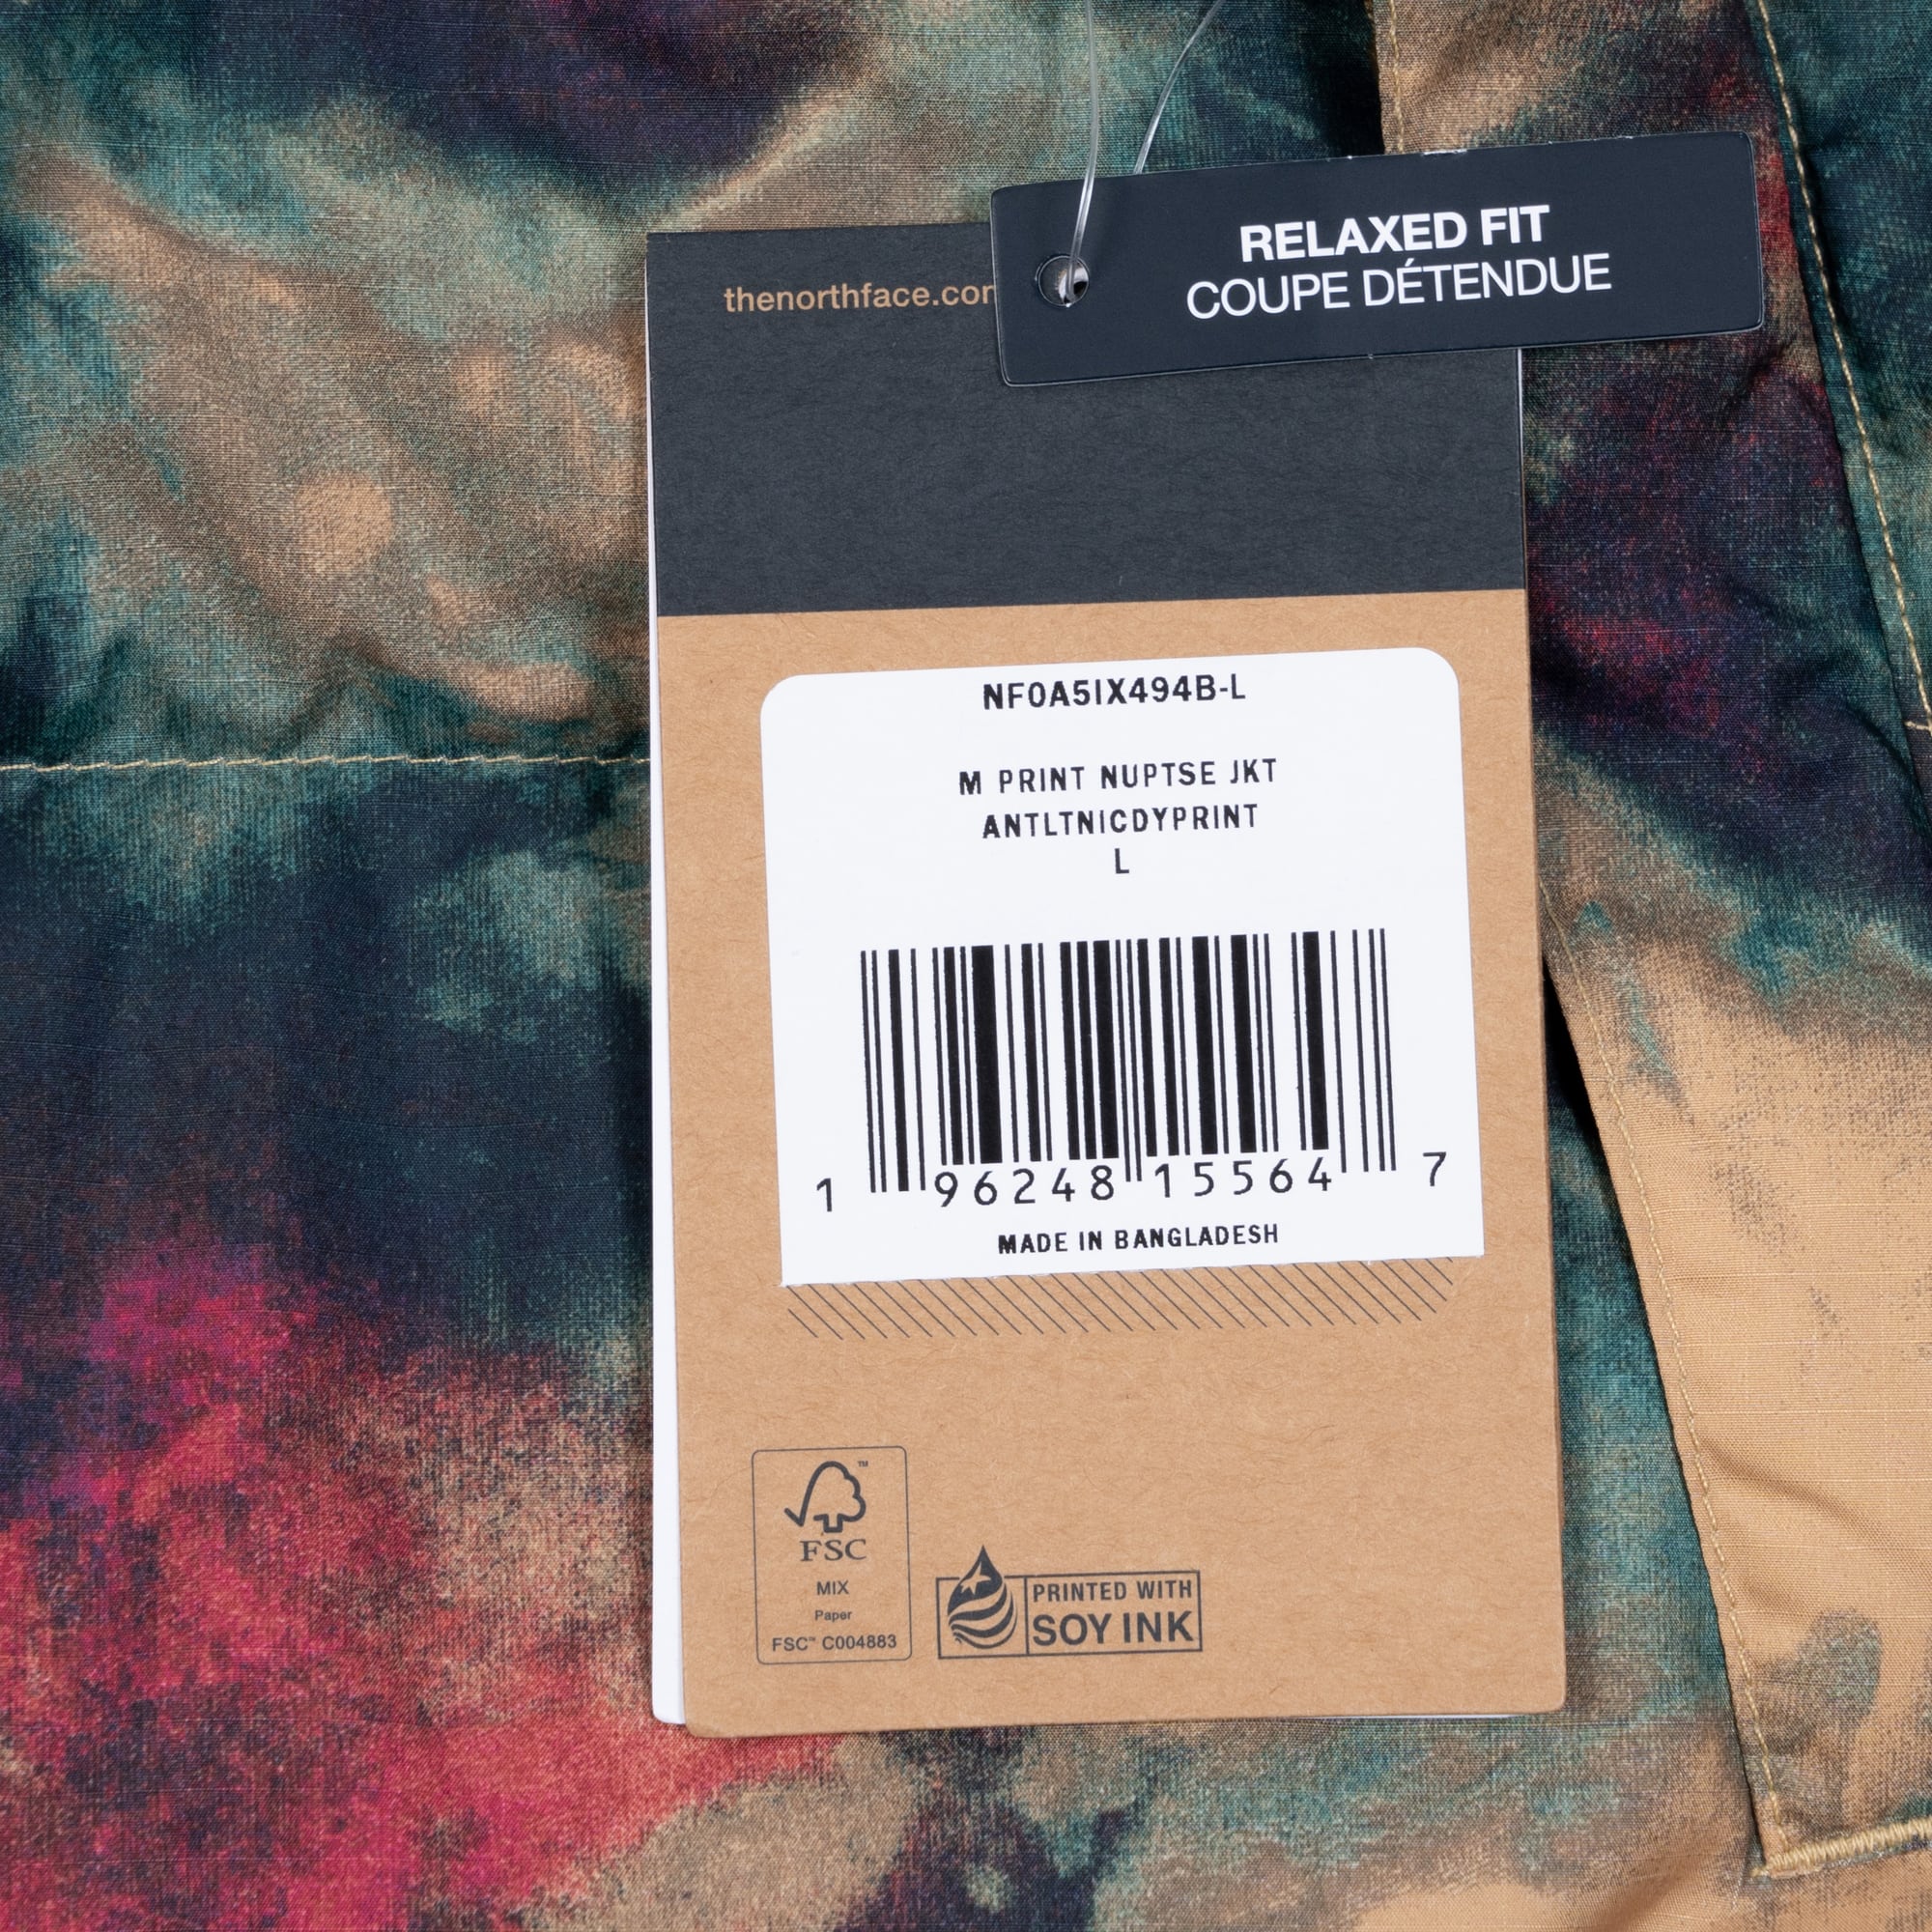 RELAXED FIT
COUPE DÉTENDUE
thenorthface.com
NF0A5IX494B-L
M PRINT NUPTSE JKT
ANTLTNICDYPRINT
L
1 96248 15564 7
MADE IN BANGLADESH
FSC
MIX
Paper
FSC™ C004883
PRINTED WITH
SOY INK